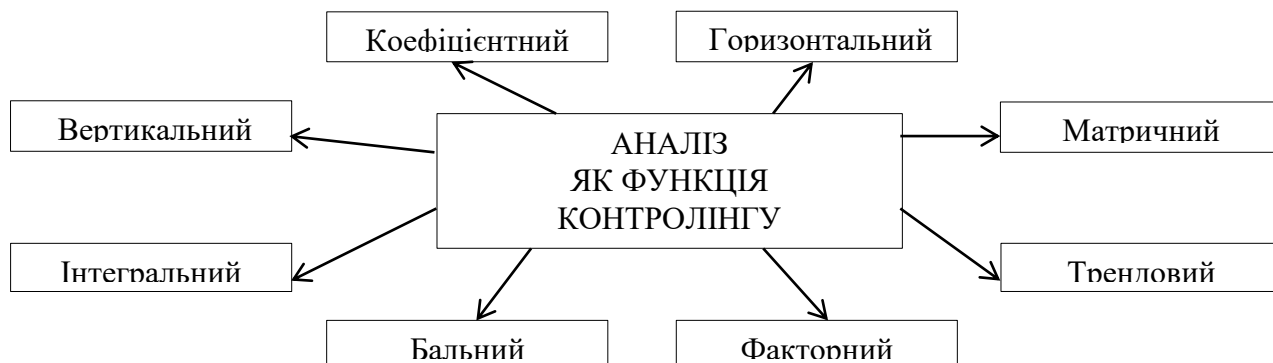 Коефіцієнтний
Горизонтальний
Вертикальний
Матричний
АНАЛІЗ
ЯК ФУНКЦІЯ
КОНТРОЛІНГУ
Інтегральний
Трендовий
Бальний
Факторний